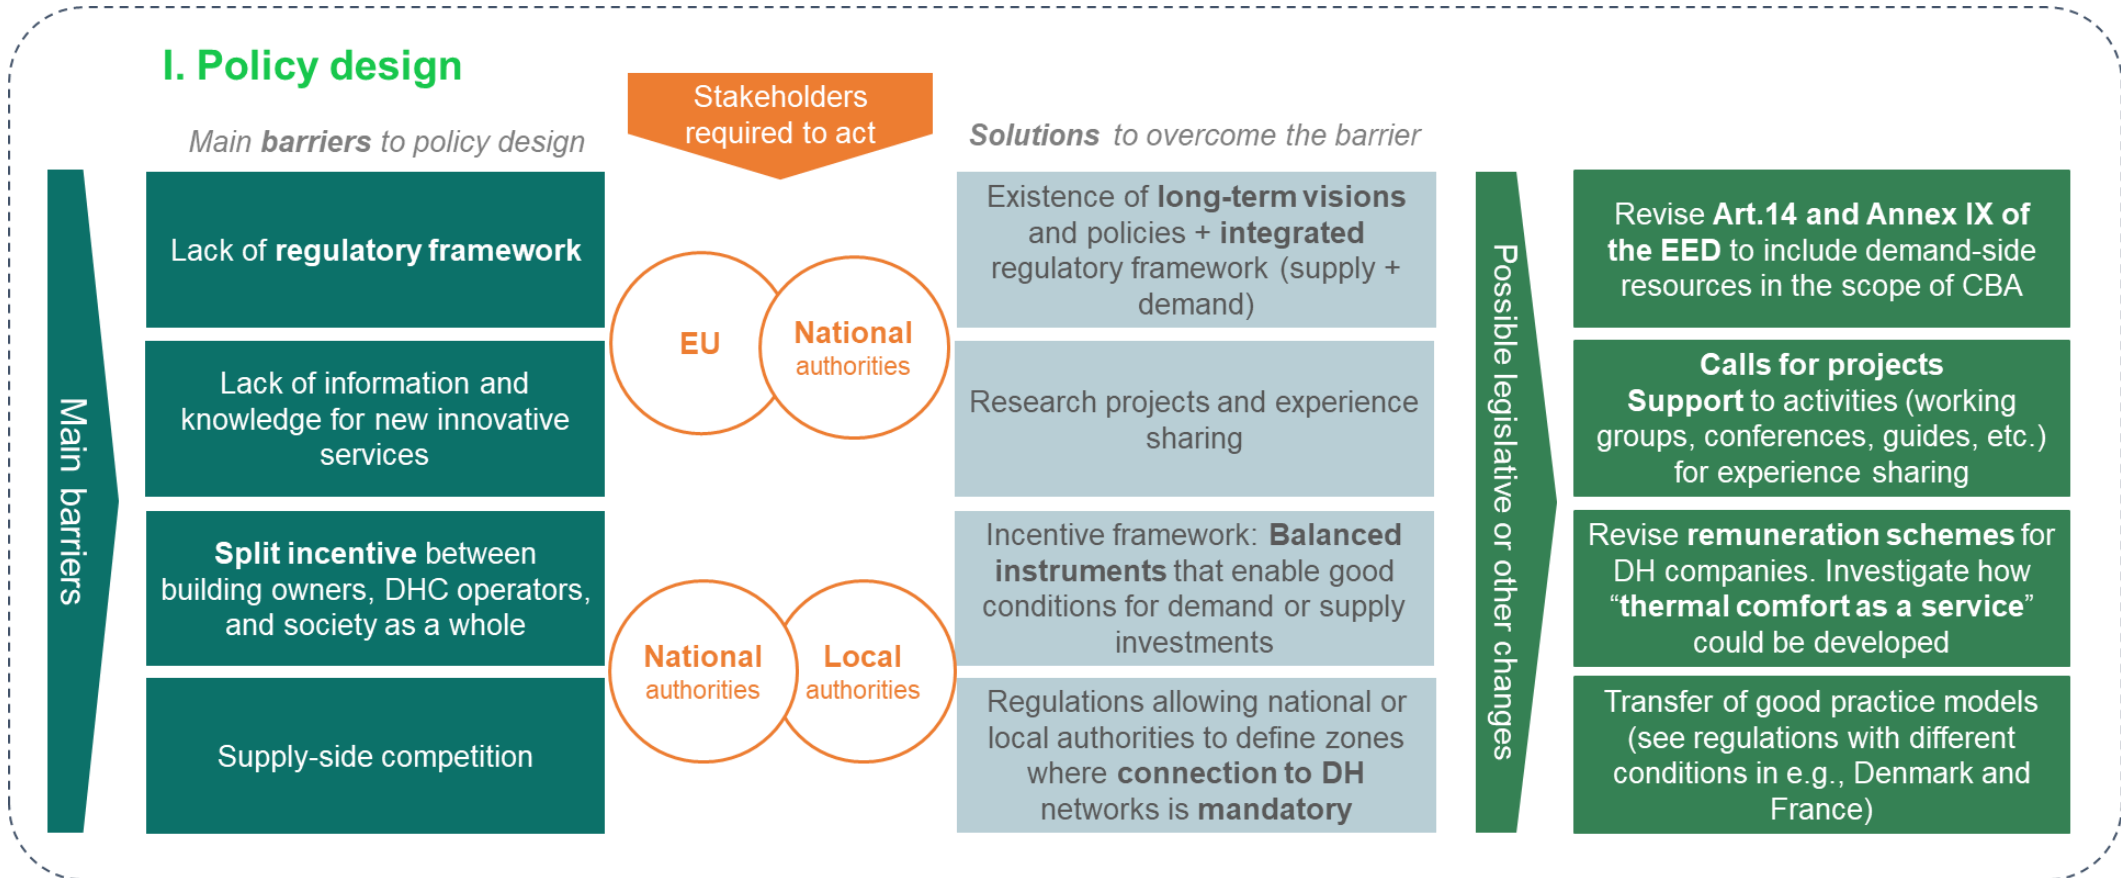 I. Policy design
Main barriers to policy design
Stakeholders
required to act
Solutions to overcome the barrier
Main barriers
Lack of regulatory framework
Lack of information and
knowledge for new innovative
services
Split incentive between
building owners, DHC operators,
and society as a whole
Supply-side competition
EU
National
authorities
National
authorities
Local
authorities
Existence of long-term visions
and policies + integrated
regulatory framework (supply +
demand)
Research projects and experience
sharing
Incentive framework: Balanced
instruments that enable good
conditions for demand or supply
investments
Regulations allowing national or
local authorities to define zones
where connection to DH
networks is mandatory
Possible legislative or other changes
Revise Art.14 and Annex IX of
the EED to include demand-side
resources in the scope of CBA
Calls for projects
Support to activities (working
groups, conferences, guides, etc.)
for experience sharing
Revise remuneration schemes for
DH companies. Investigate how
“thermal comfort as a service”
could be developed
Transfer of good practice models
(see regulations with different
conditions in e.g., Denmark and
France)